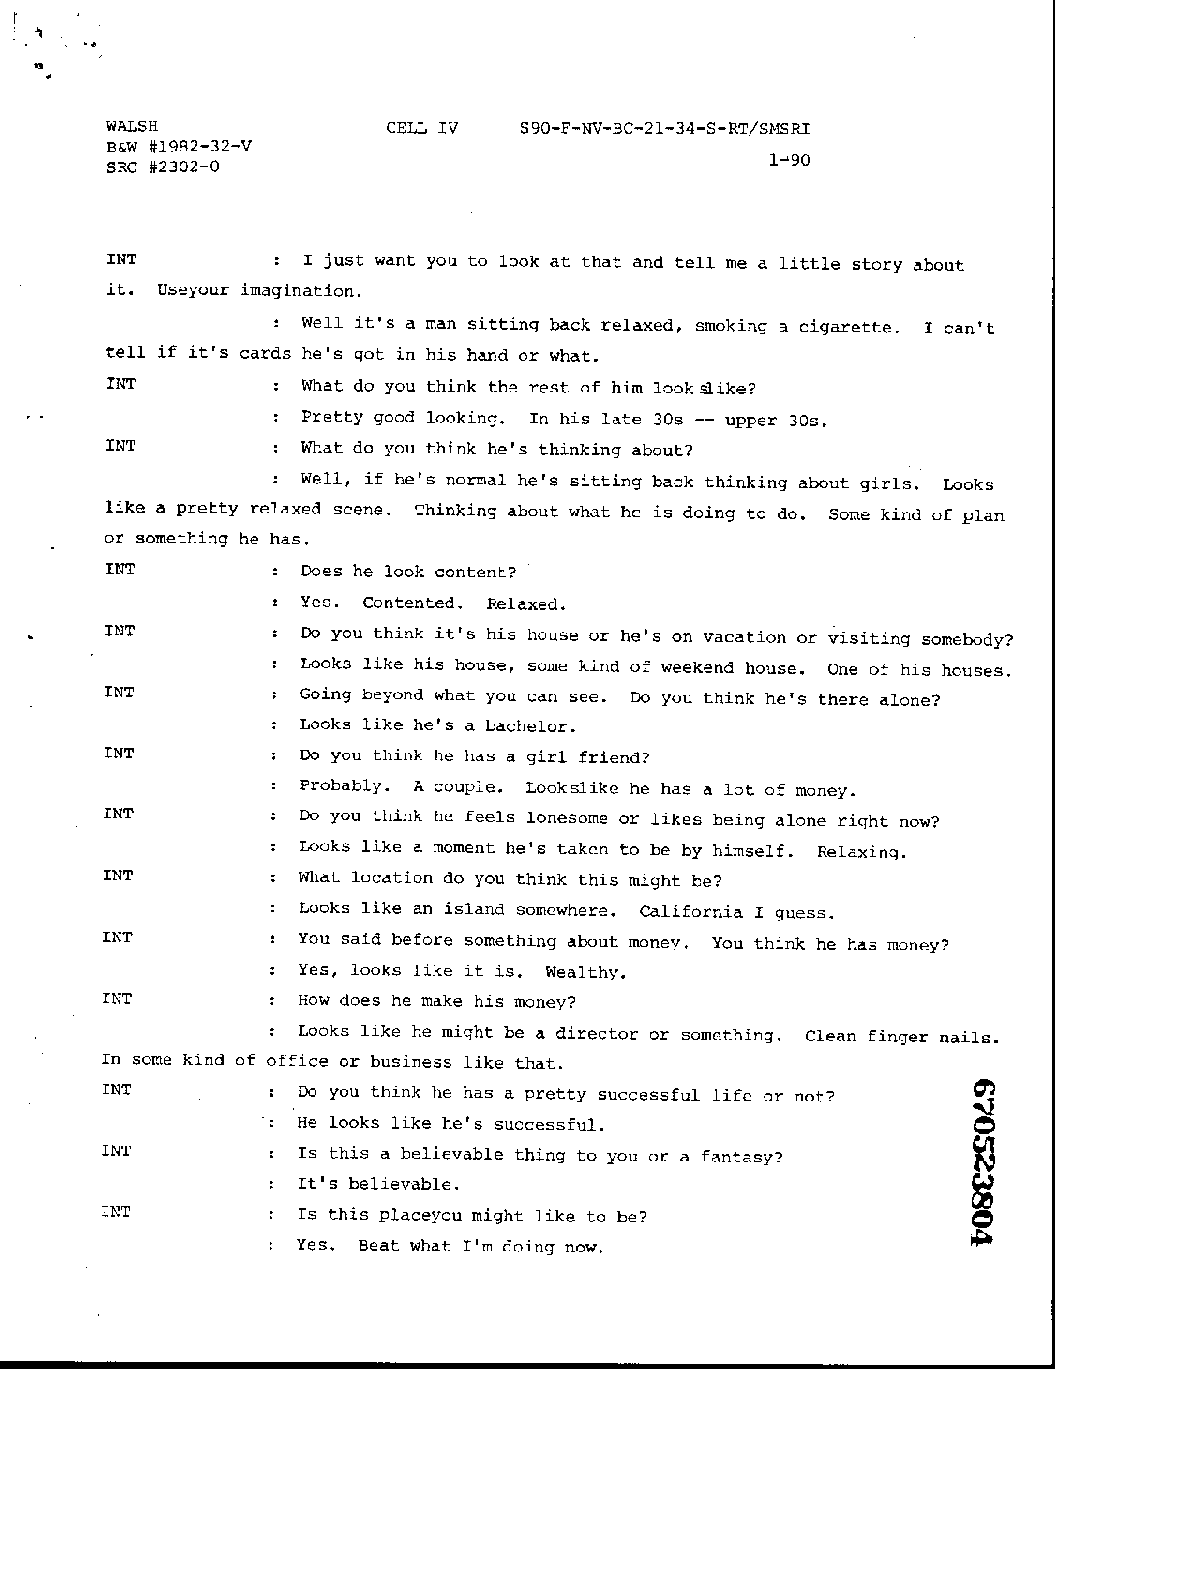 WALSH CELL IV S90-F-NV-BC-21-34-S-RT/SMSRI
B&W #1982-32-V
1-90
SRC #2302-0
INT : I just want you to look at that and tell me a little story about
it. Useyour imagination.
: Well it's a man sitting back relaxed, smoking a cigarette. I can't
tell if it's cards he's got in his hand or what.
INT : What do you think the rest of him look slike?
: Pretty good looking. In his late 30s -- upper 30s.
INT : What do you think he's thinking about?
: Well, if he's normal he's sitting back thinking about girls. Looks
like a pretty relaxed scene. Thinking about what he is doing to do. Some kind of plan
or something he has.
INT : Does he look content?
: Yes. Contented. Relaxed.
INT : Do you think it's his house or he's on vacation or visiting somebody?
: Looks like his house, some kind of weekend house. One of his houses.
INT : Going beyond what you can see. Do you think he's there alone?
: Looks like he's a bachelor.
INT : Do you think he has a girl friend?
: Probably. A couple. Lookslike he has a lot of money.
INT : Do you think he feels lonesome or likes being alone right now?
: Looks like a moment he's taken to be by himself. Relaxing.
INT : What location do you think this might be?
: Looks like an island somewhere. California I guess.
INT : You said before something about money. You think he has money?
: Yes, looks like it is. Wealthy.
INT : How does he make his money?
: Looks like he might be a director or something. Clean finger nails.
In some kind of office or business like that.
INT : Do you think he has a pretty successful life or not?
: He looks like he's successful.
INT : Is this a believable thing to you or a fantasy?
: It's believable.
INT : Is this placeyou might like to be?
: Yes. Beat what I'm doing now.
670523804